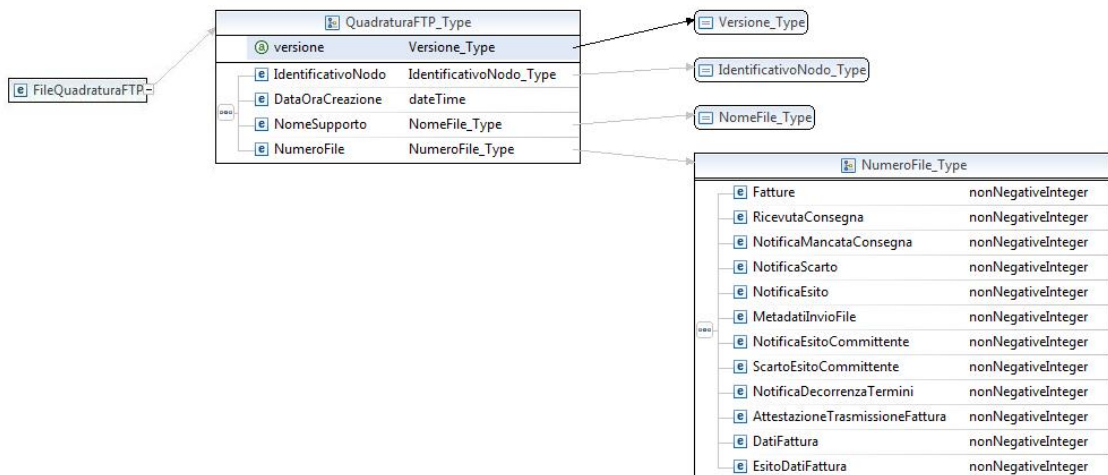 QuadraturaFTP_Type
versione Versione_Type
IdentificativoNodo IdentificativoNodo_Type
DataOraCreazione dateTime
NomeSupporto NomeFile_Type
NumeroFile NumeroFile_Type
FileQuadraturaFTP
Versione_Type
IdentificativoNodo_Type
NomeFile_Type
NumeroFile_Type
Fatture nonNegativeInteger
RicevutaConsegna nonNegativeInteger
NotificaMancataConsegna nonNegativeInteger
NotificaScarto nonNegativeInteger
NotificaEsito nonNegativeInteger
MetadatiInvioFile nonNegativeInteger
NotificaEsitoCommittente nonNegativeInteger
ScartoEsitoCommittente nonNegativeInteger
NotificaDecorrenzaTermini nonNegativeInteger
AttestazioneTrasmissioneFattura nonNegativeInteger
DatiFattura nonNegativeInteger
EsitoDatiFattura nonNegativeInteger